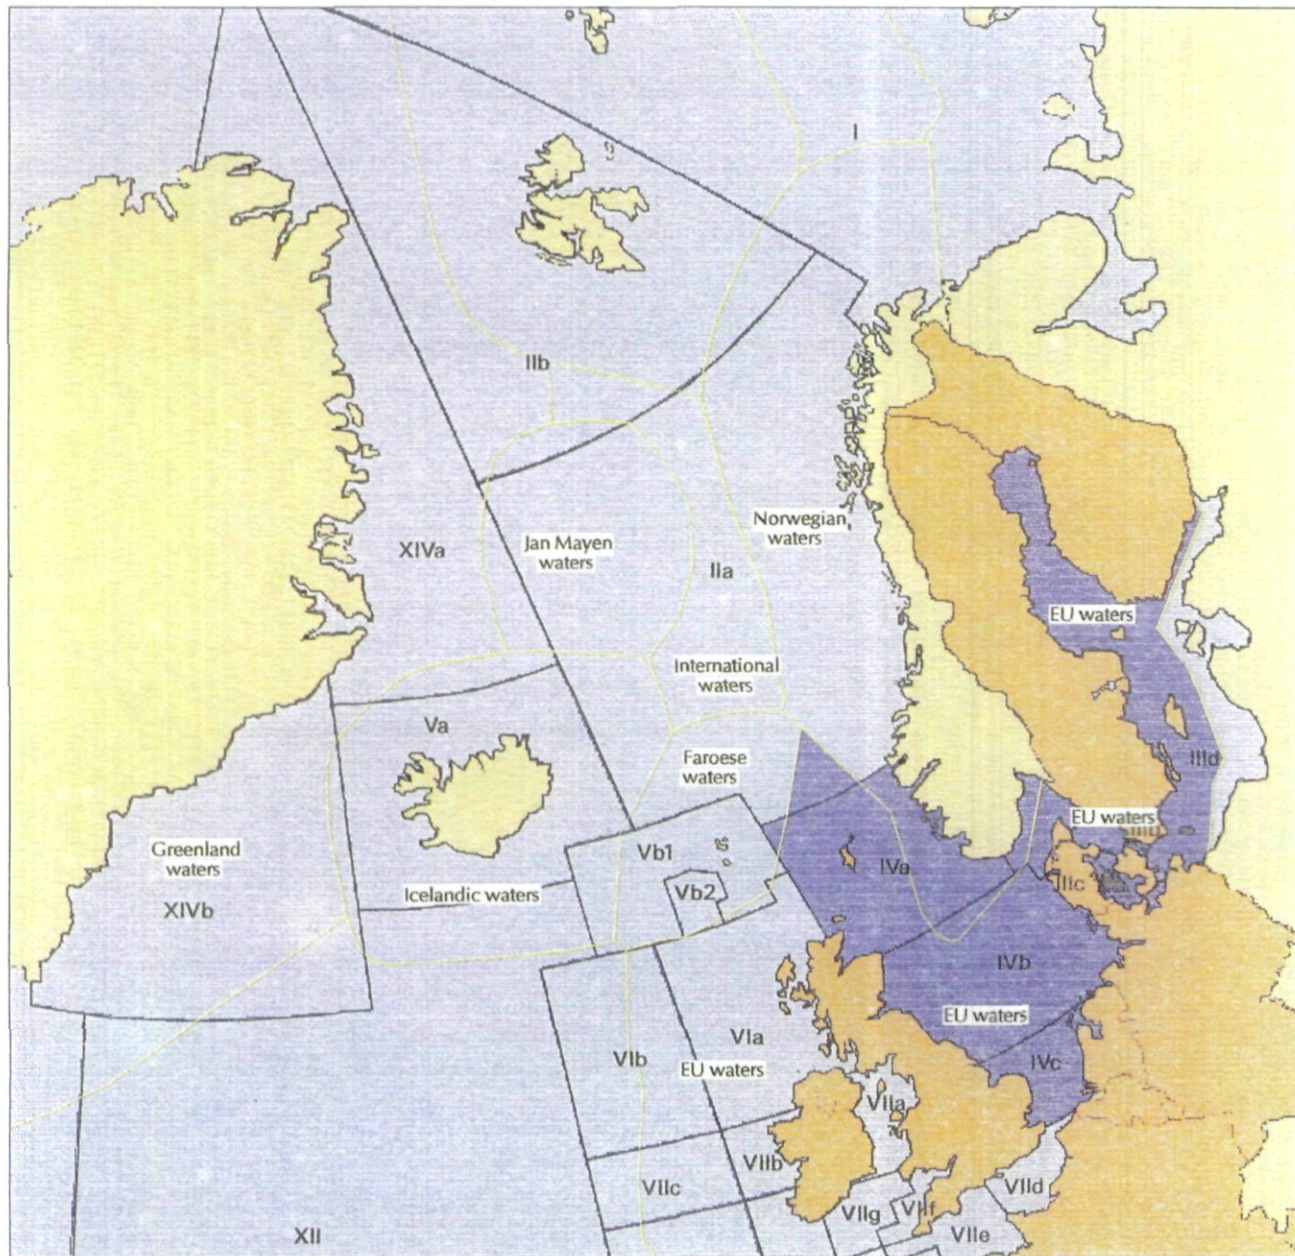 I
IIb
Norwegian
waters
XIVa
Jan Mayen
waters
IIa
EU waters
International
waters
Va
Faroese
waters
IIId
EU waters
Greenland
waters
XIVb
Icelandic waters
Vb1
Vb2
IVa
IIIc
IVb
EU waters
VIa
VIb
EU waters
IVc
VIIa
VIIb
VIIc
VIId
VIIg
VIIf
VIIe
XII